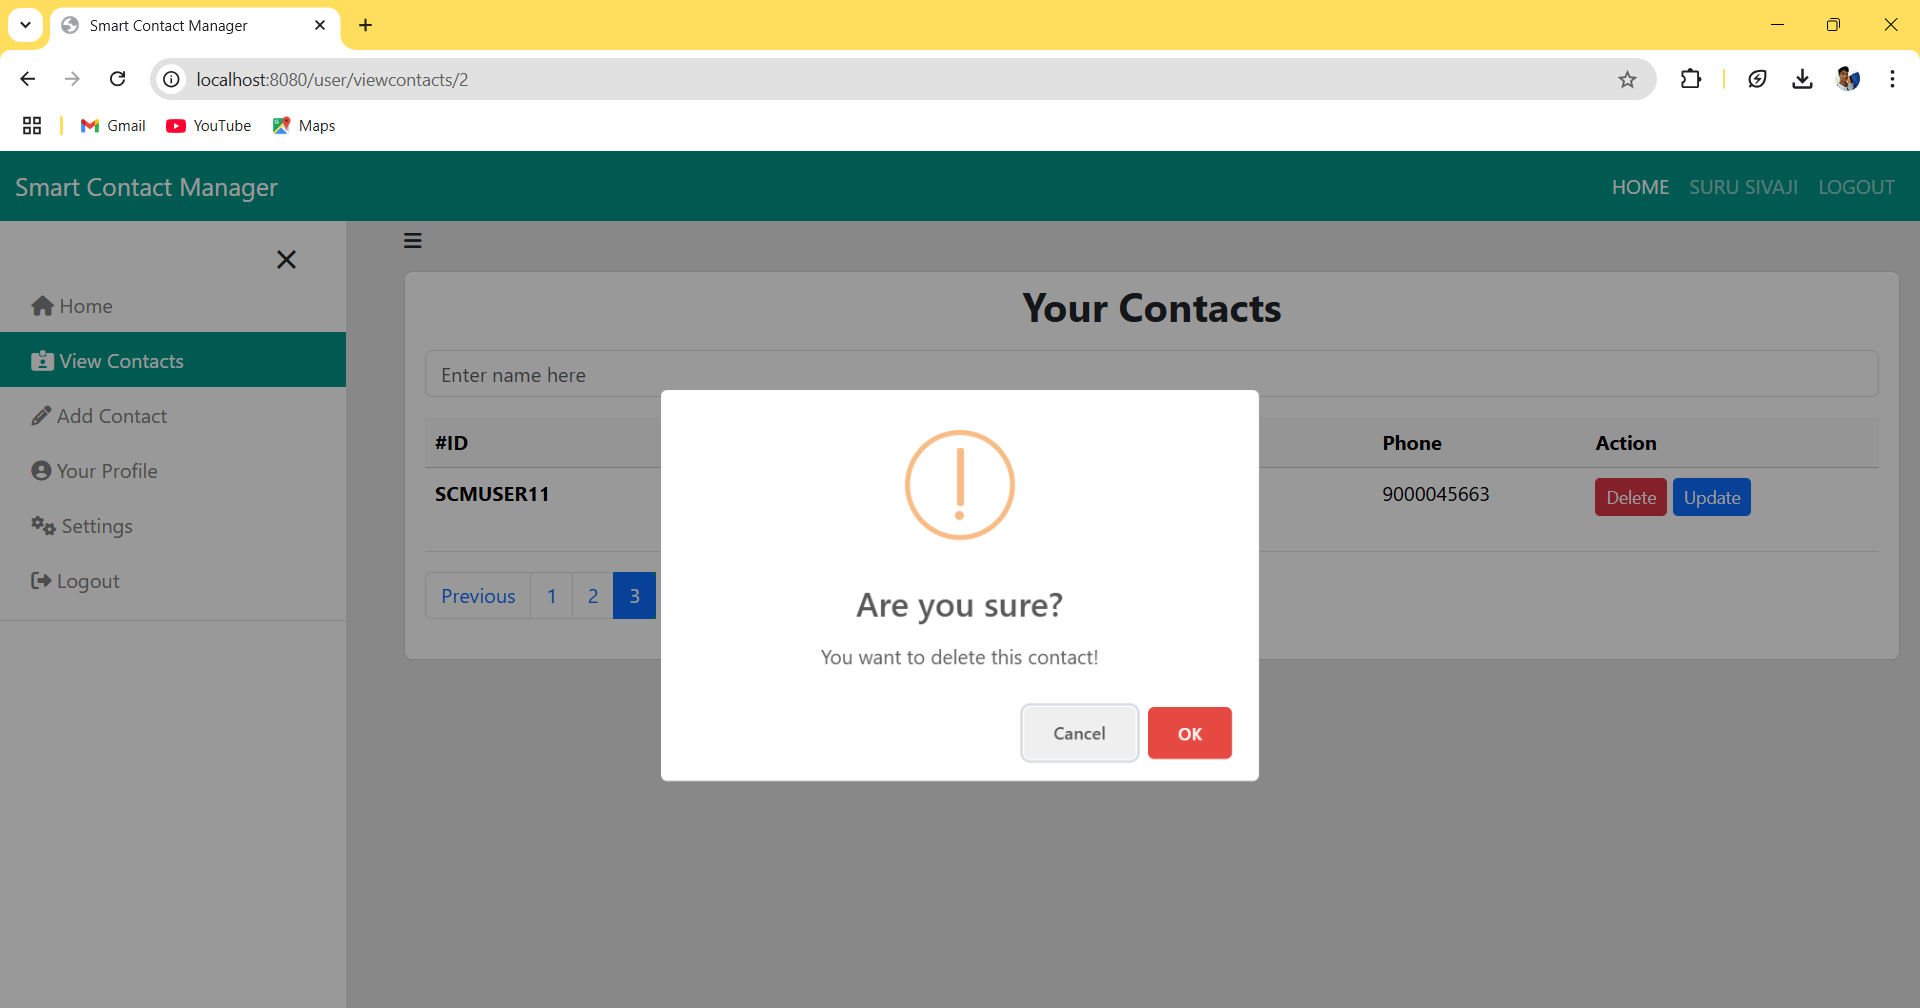 Smart Contact Manager
localhost:8080/user/viewcontacts/2
Gmail YouTube Maps
Smart Contact Manager
HOME SURU SIVAJI LOGOUT
Home
View Contacts
Add Contact
Your Profile
Settings
Logout
Your Contacts
Enter name here
#ID Phone Action
SCMUSER11 9000045663 Delete Update
Previous 1 2 3
Are you sure?
You want to delete this contact!
Cancel OK